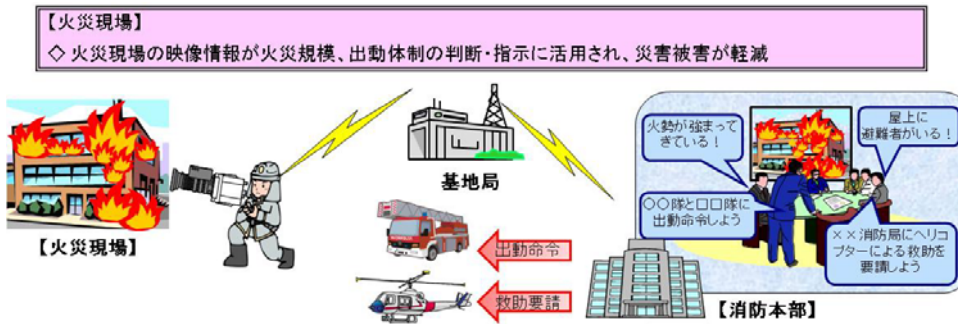 【火災現場】
◇ 火災現場の映像情報が火災規模、出動体制の判断・指示に活用され、災害被害が軽減
火勢が強まって
きている!
屋上に
避難者がいる!
基地局
○○隊と□□隊に
出動命令しよう
××消防局にヘリコ
プターによる救助を
要請しよう
【火災現場】
出動命令
救助要請
【消防本部】